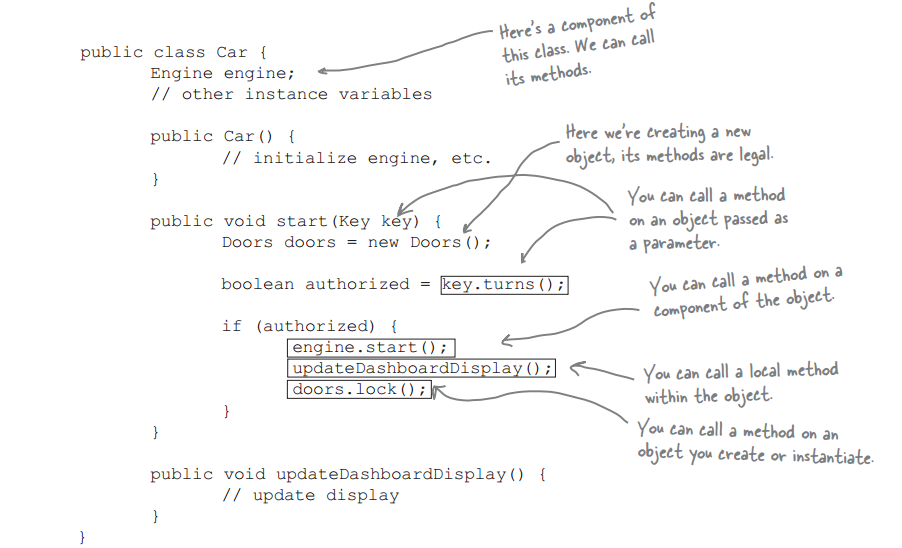 Here's a component of
this class. We can call
its methods.
public class Car {
Engine engine;
// other instance variables
public Car() {
// initialize engine, etc.
}
Here we're creating a new
object, its methods are legal.
You can call a method
on an object passed as
a parameter.
public void start(Key key) {
Doors doors = new Doors();
boolean authorized = key.turns();
You can call a method on a
component of the object.
if (authorized) {
engine.start();
updateDashboardDisplay();
doors.lock();
}
}
You can call a local method
within the object.
You can call a method on an
object you create or instantiate.
public void updateDashboardDisplay() {
// update display
}
}